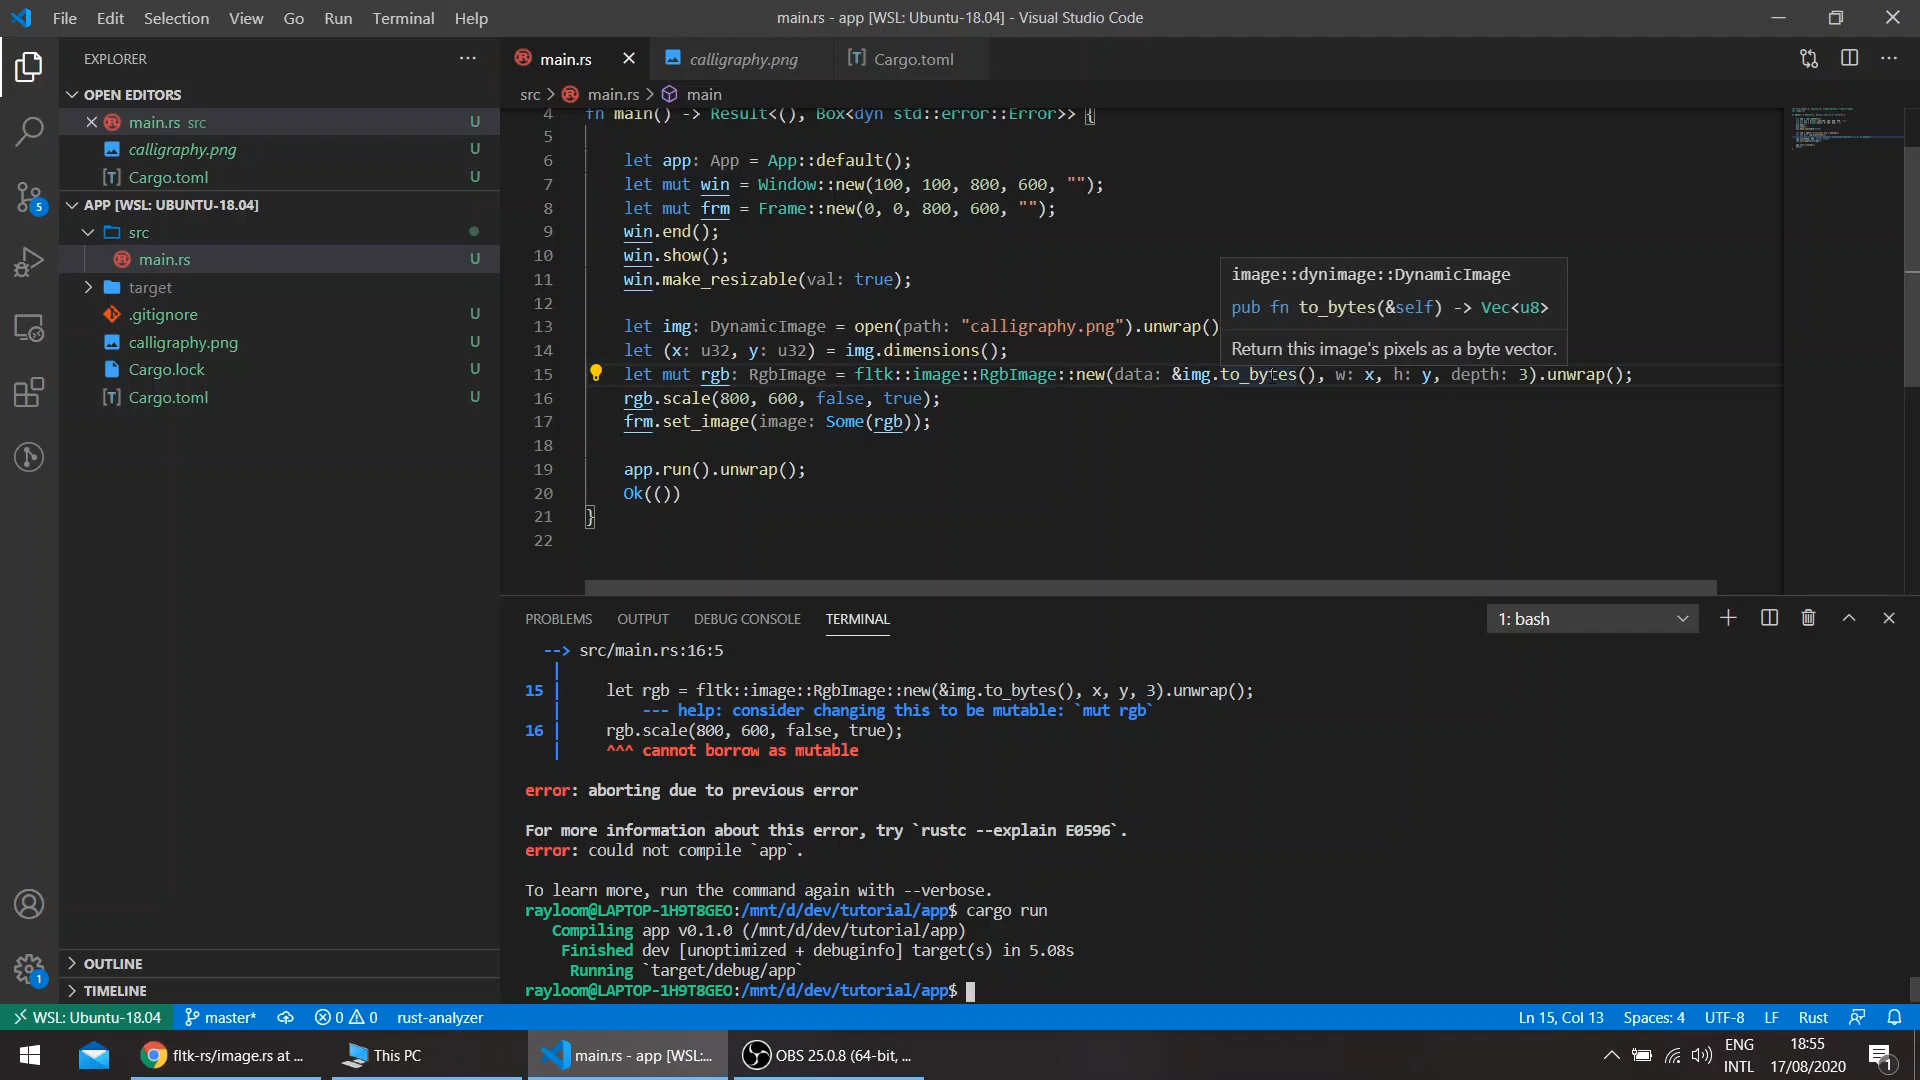 File Edit Selection View Go Run Terminal Help
main.rs - app [WSL: Ubuntu-18.04] - Visual Studio Code
EXPLORER
OPEN EDITORS
main.rs src U
calligraphy.png U
Cargo.toml U
APP [WSL: UBUNTU-18.04]
src
main.rs U
target
.gitignore U
calligraphy.png U
Cargo.lock U
Cargo.toml U
OUTLINE
TIMELINE
5
1
main.rs
calligraphy.png
Cargo.toml
src > main.rs > main
4 fn main() -> Result<(), Box<dyn std::error::Error>> {
5
6 let app: App = App::default();
7 let mut win = Window::new(100, 100, 800, 600, "");
8 let mut frm = Frame::new(0, 0, 800, 600, "");
9 win.end();
10 win.show();
11 win.make_resizable(val: true);
12
13 let img: DynamicImage = open(path: "calligraphy.png").unwrap()
14 let (x: u32, y: u32) = img.dimensions();
15 let mut rgb: RgbImage = fltk::image::RgbImage::new(data: &img.to_bytes(), w: x, h: y, depth: 3).unwrap();
16 rgb.scale(800, 600, false, true);
17 frm.set_image(image: Some(rgb));
18
19 app.run().unwrap();
20 Ok(())
21 }
22
image::dynimage::DynamicImage
pub fn to_bytes(&self) -> Vec<u8>
Return this image's pixels as a byte vector.
PROBLEMS OUTPUT DEBUG CONSOLE TERMINAL
1: bash
--> src/main.rs:16:5
|
15 | let rgb = fltk::image::RgbImage::new(&img.to_bytes(), x, y, 3).unwrap();
| --- help: consider changing this to be mutable: `mut rgb`
16 | rgb.scale(800, 600, false, true);
| ^^^ cannot borrow as mutable
error: aborting due to previous error
For more information about this error, try `rustc --explain E0596`.
error: could not compile `app`.
To learn more, run the command again with --verbose.
rayloom@LAPTOP-1H9T8GEO:/mnt/d/dev/tutorial/app$ cargo run
Compiling app v0.1.0 (/mnt/d/dev/tutorial/app)
Finished dev [unoptimized + debuginfo] target(s) in 5.08s
Running `target/debug/app`
rayloom@LAPTOP-1H9T8GEO:/mnt/d/dev/tutorial/app$
WSL: Ubuntu-18.04 master* 0 0 rust-analyzer
Ln 15, Col 13 Spaces: 4 UTF-8 LF Rust
fltk-rs/image.rs at ...
This PC
main.rs - app [WSL:...
OBS 25.0.8 (64-bit, ...
ENG
INTL
18:55
17/08/2020
1